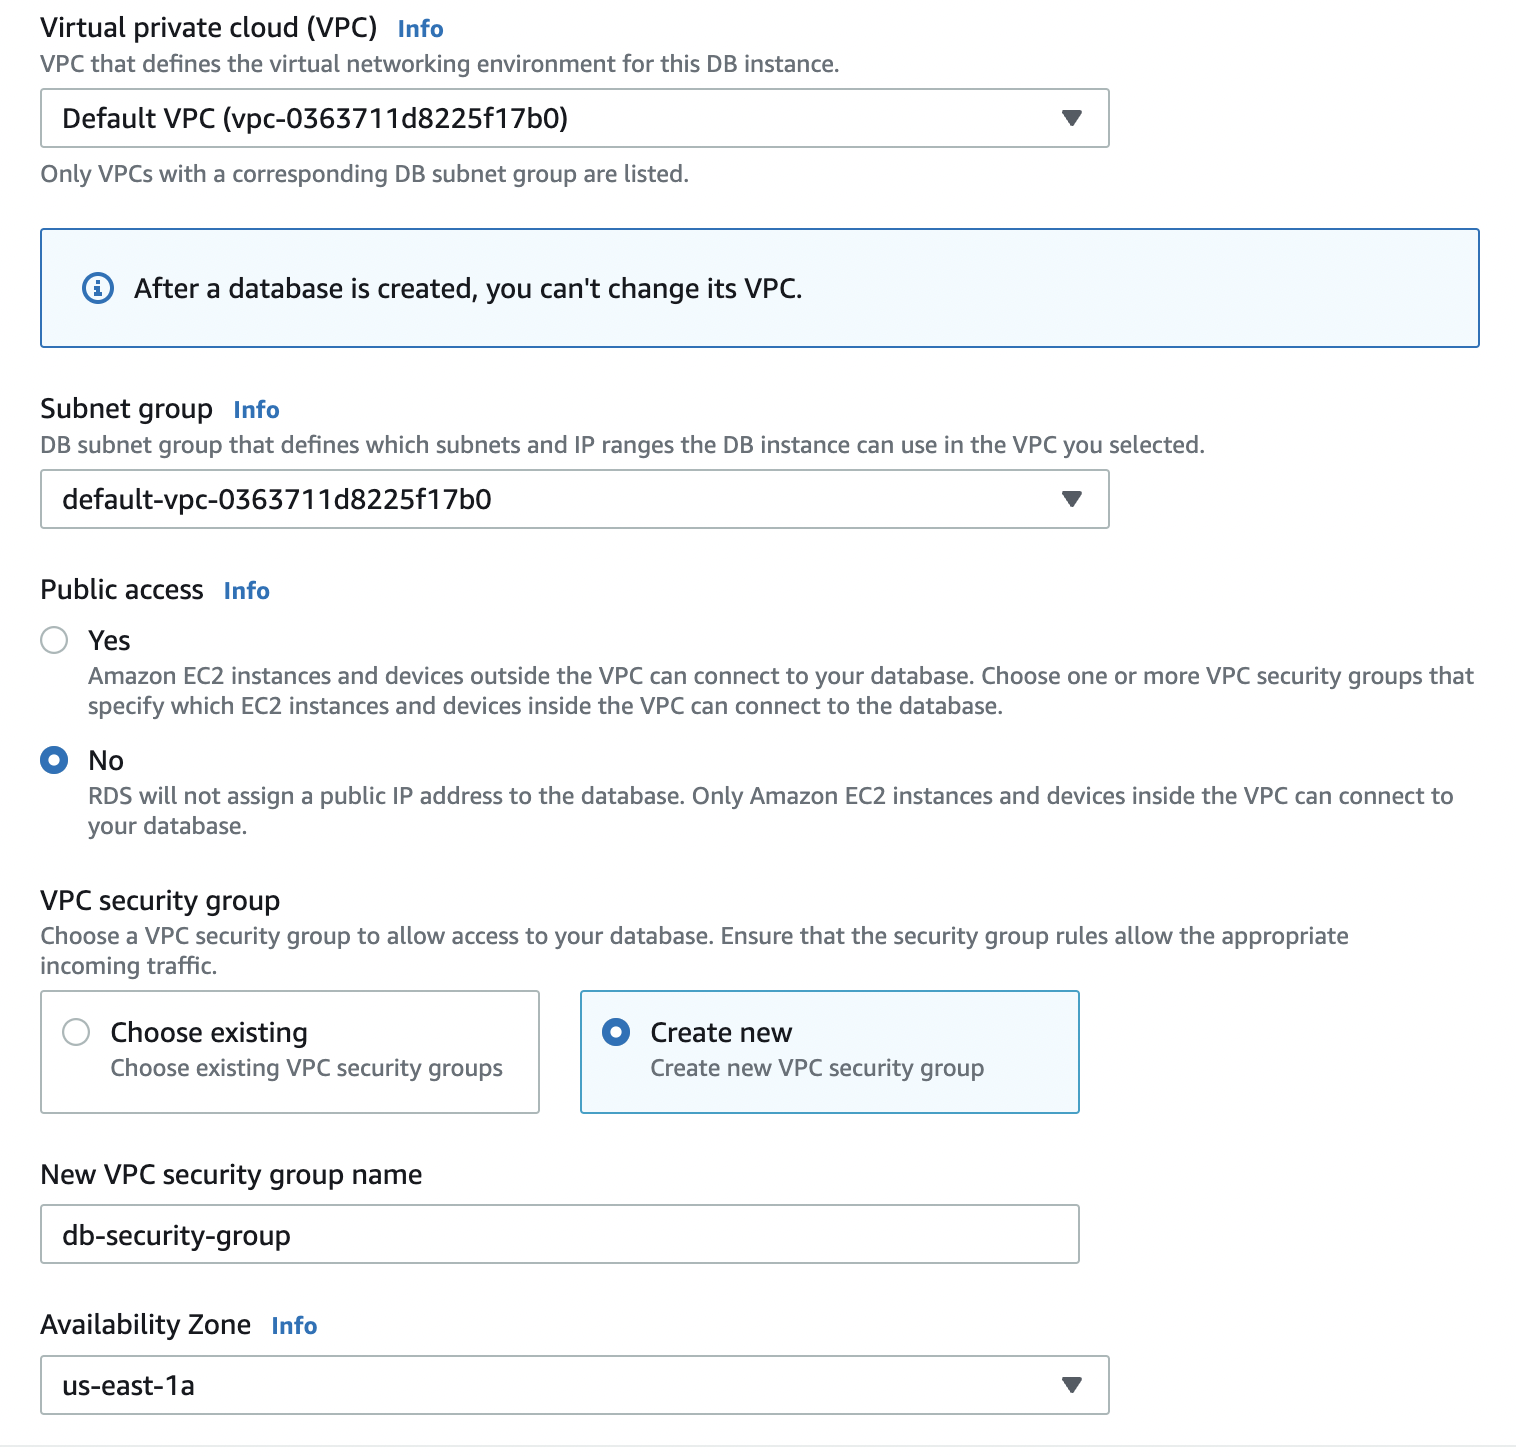 Virtual private cloud (VPC) Info
VPC that defines the virtual networking environment for this DB instance.
Default VPC (vpc-0363711d8225f17b0)
Only VPCs with a corresponding DB subnet group are listed.
After a database is created, you can't change its VPC.
Subnet group Info
DB subnet group that defines which subnets and IP ranges the DB instance can use in the VPC you selected.
default-vpc-0363711d8225f17b0
Public access Info
Yes
Amazon EC2 instances and devices outside the VPC can connect to your database. Choose one or more VPC security groups that
specify which EC2 instances and devices inside the VPC can connect to the database.
No
RDS will not assign a public IP address to the database. Only Amazon EC2 instances and devices inside the VPC can connect to
your database.
VPC security group
Choose a VPC security group to allow access to your database. Ensure that the security group rules allow the appropriate
incoming traffic.
Choose existing
Choose existing VPC security groups
Create new
Create new VPC security group
New VPC security group name
db-security-group
Availability Zone Info
us-east-1a